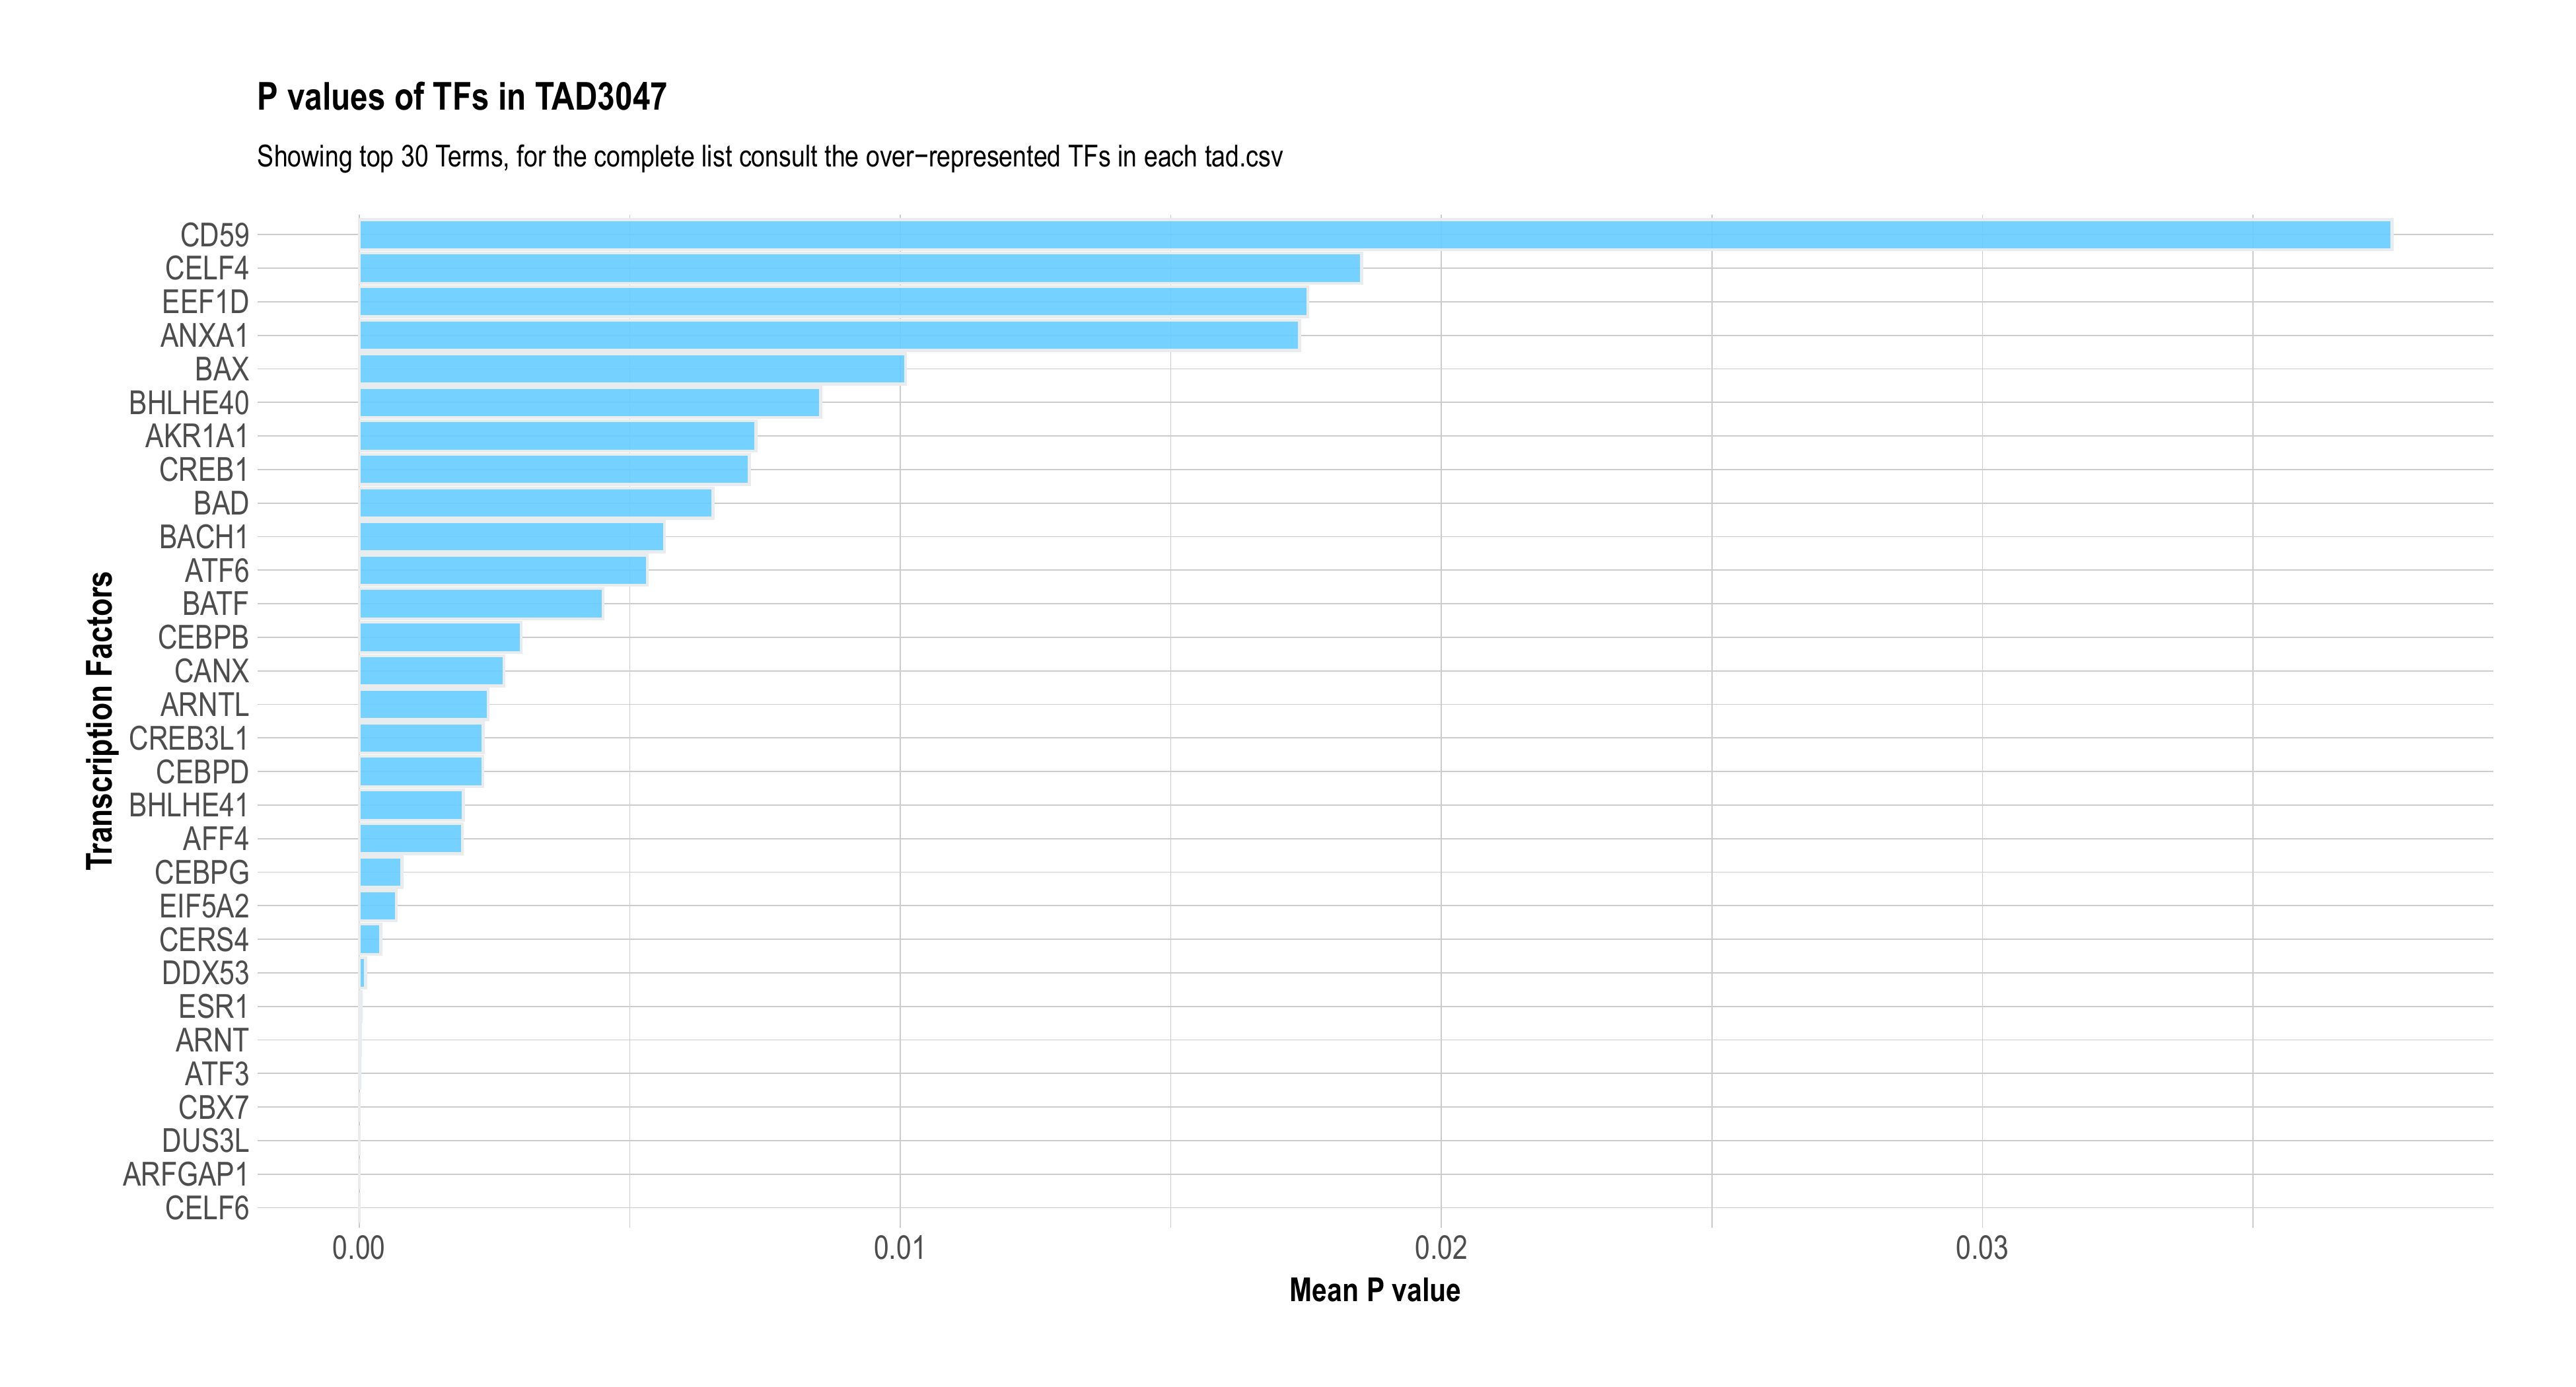 P values of TFs in TAD3047
Showing top 30 Terms, for the complete list consult the over−represented TFs in each tad.csv
Transcription Factors
CD59
CELF4
EEF1D
ANXA1
BAX
BHLHE40
AKR1A1
CREB1
BAD
BACH1
ATF6
BATF
CEBPB
CANX
ARNTL
CREB3L1
CEBPD
BHLHE41
AFF4
CEBPG
EIF5A2
CERS4
DDX53
ESR1
ARNT
ATF3
CBX7
DUS3L
ARFGAP1
CELF6
0.00 0.01 0.02 0.03
Mean P value